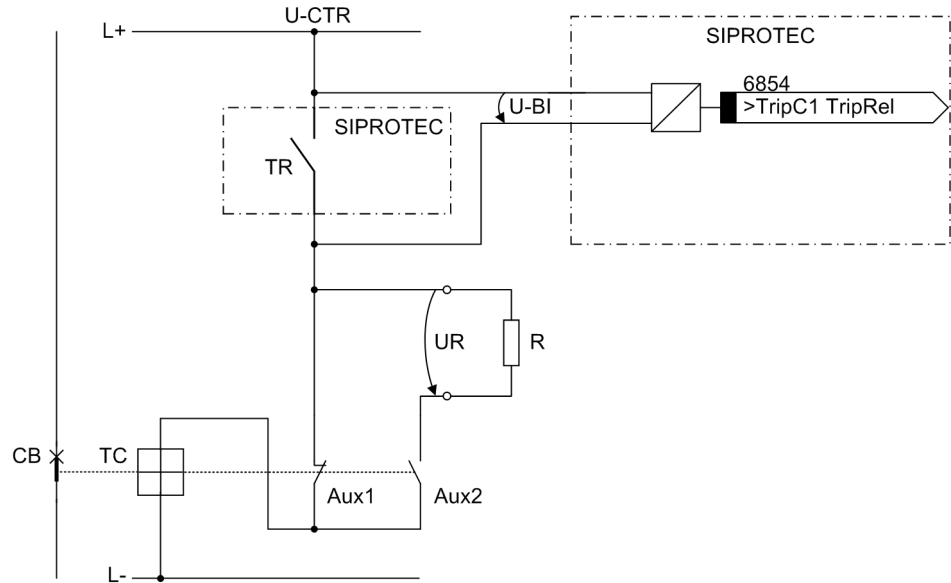 U-CTR
L+
SIPROTEC
6854
U-BI
>TripC1 TripRel
SIPROTEC
TR
UR
R
CB
TC
Aux1
Aux2
L-